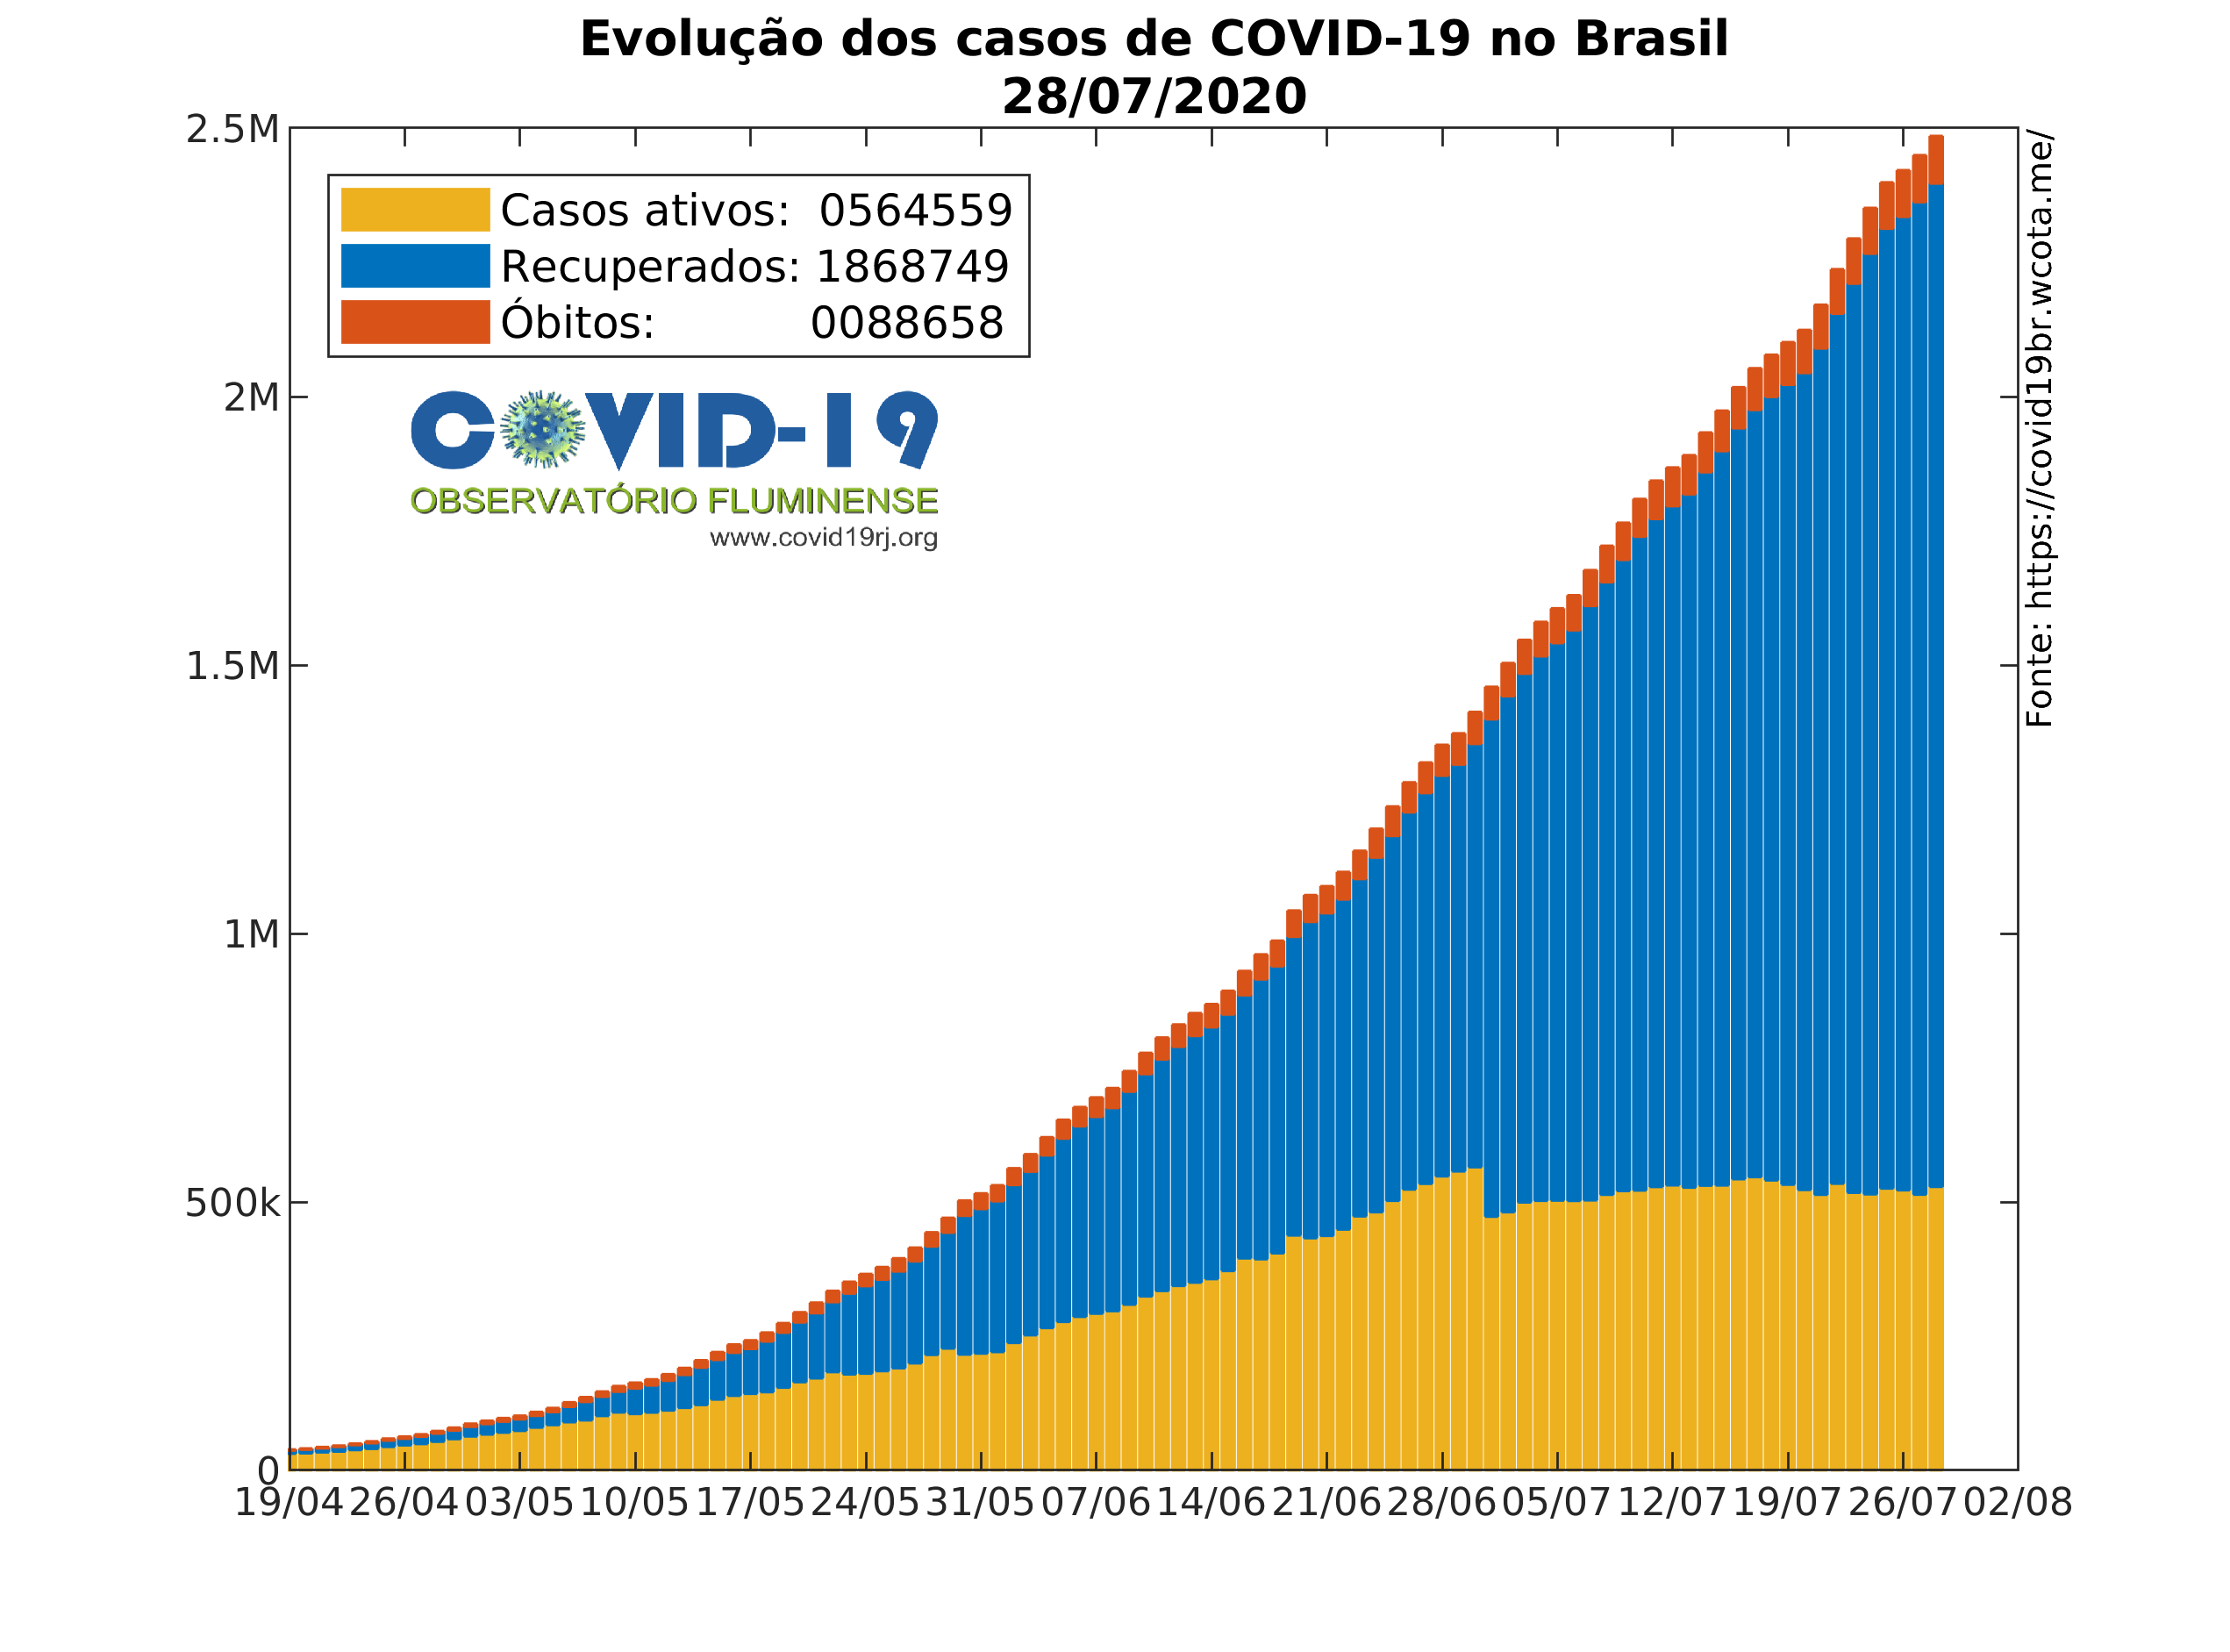 Evolução dos casos de COVID-19 no Brasil
28/07/2020
2.5M
2M
1.5M
1M
500k
0
Casos ativos: 0564559
Recuperados: 1868749
Óbitos: 0088658
COVID-19
OBSERVATÓRIO FLUMINENSE
www.covid19rj.org
Fonte: https://covid19br.wcota.me/
19/04 26/04 03/05 10/05 17/05 24/05 31/05 07/06 14/06 21/06 28/06 05/07 12/07 19/07 26/07 02/08